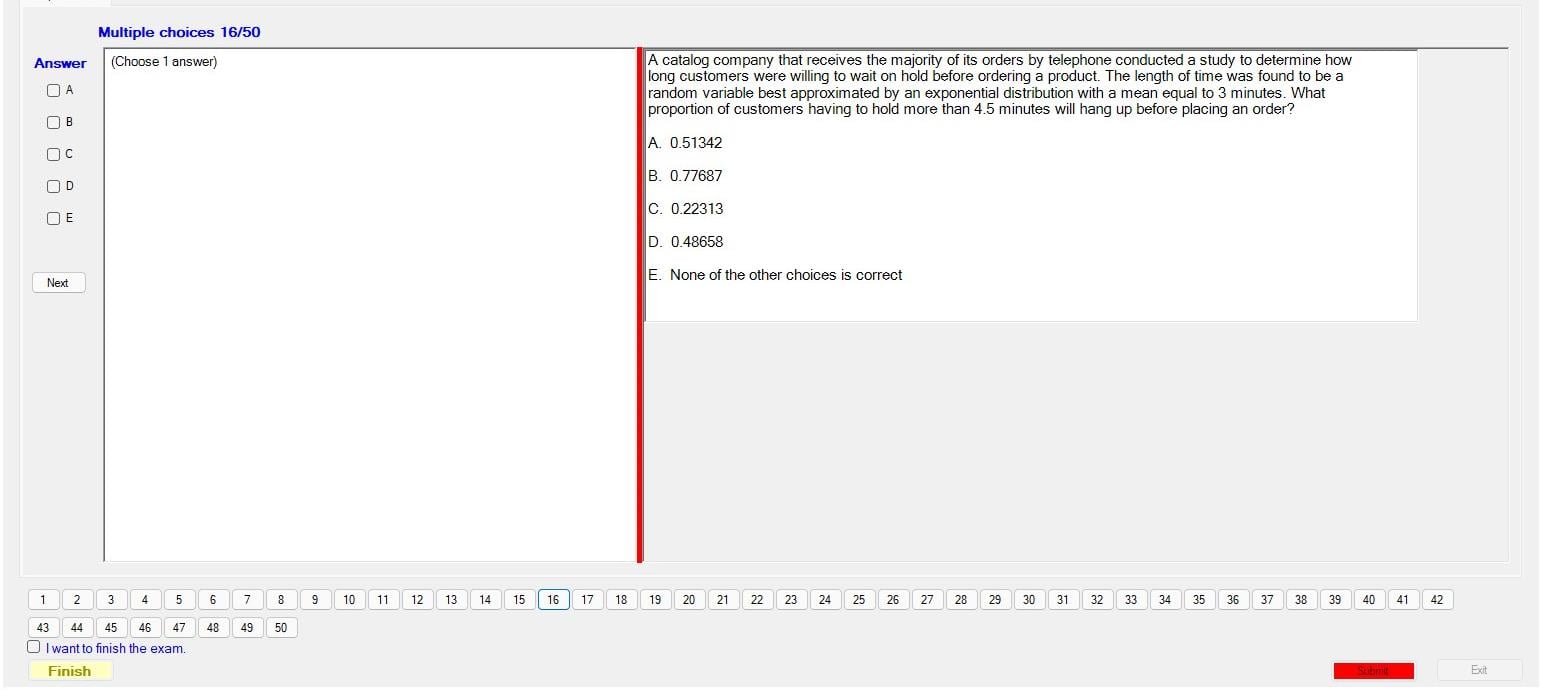 Multiple choices 16/50
Answer
(Choose 1 answer)
A
B
C
D
E
Next
A catalog company that receives the majority of its orders by telephone conducted a study to determine how
long customers were willing to wait on hold before ordering a product. The length of time was found to be a
random variable best approximated by an exponential distribution with a mean equal to 3 minutes. What
proportion of customers having to hold more than 4.5 minutes will hang up before placing an order?
A. 0.51342
B. 0.77687
C. 0.22313
D. 0.48658
E. None of the other choices is correct
1 2 3 4 5 6 7 8 9 10 11 12 13 14 15 16 17 18 19 20 21 22 23 24 25 26 27 28 29 30 31 32 33 34 35 36 37 38 39 40 41 42
43 44 45 46 47 48 49 50
I want to finish the exam.
Finish
Submit
Exit